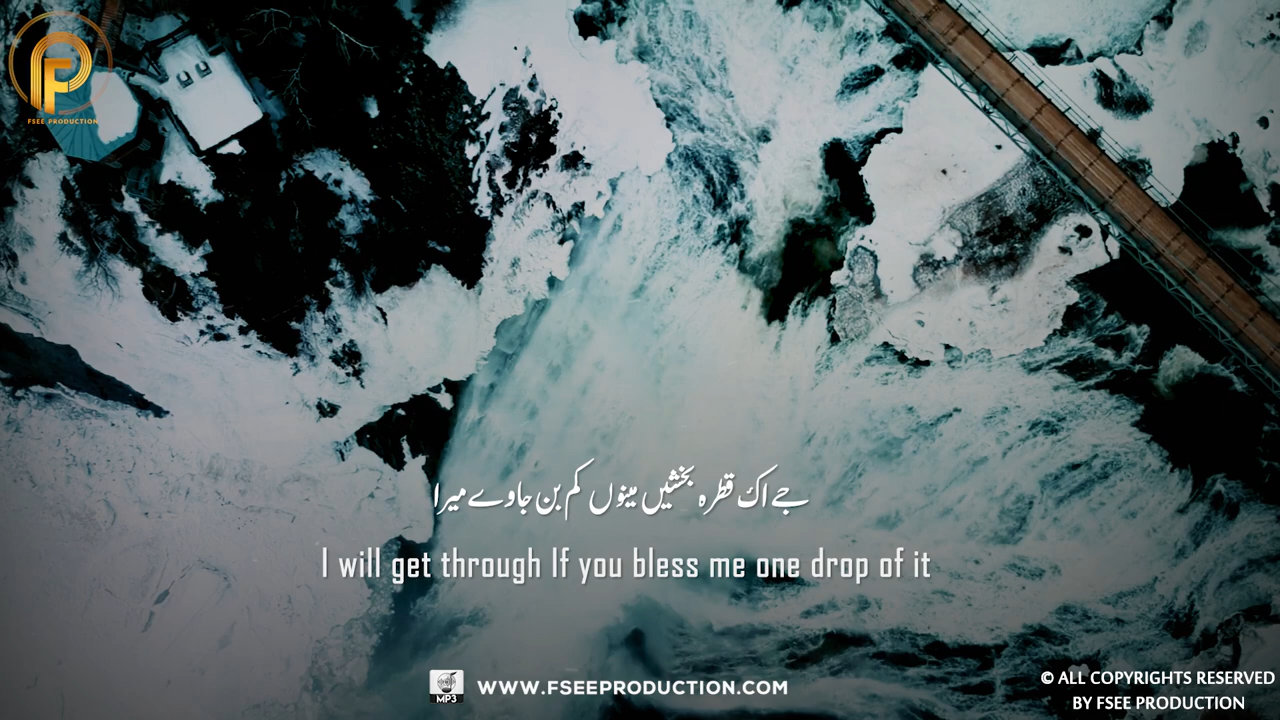 FSEE PRODUCTION
جے اک قطرہ بخشیں مینوں کم بن جاوے میرا
I will get through If you bless me one drop of it
MP3
WWW.FSEEPRODUCTION.COM
© ALL COPYRIGHTS RESERVED
BY FSEE PRODUCTION